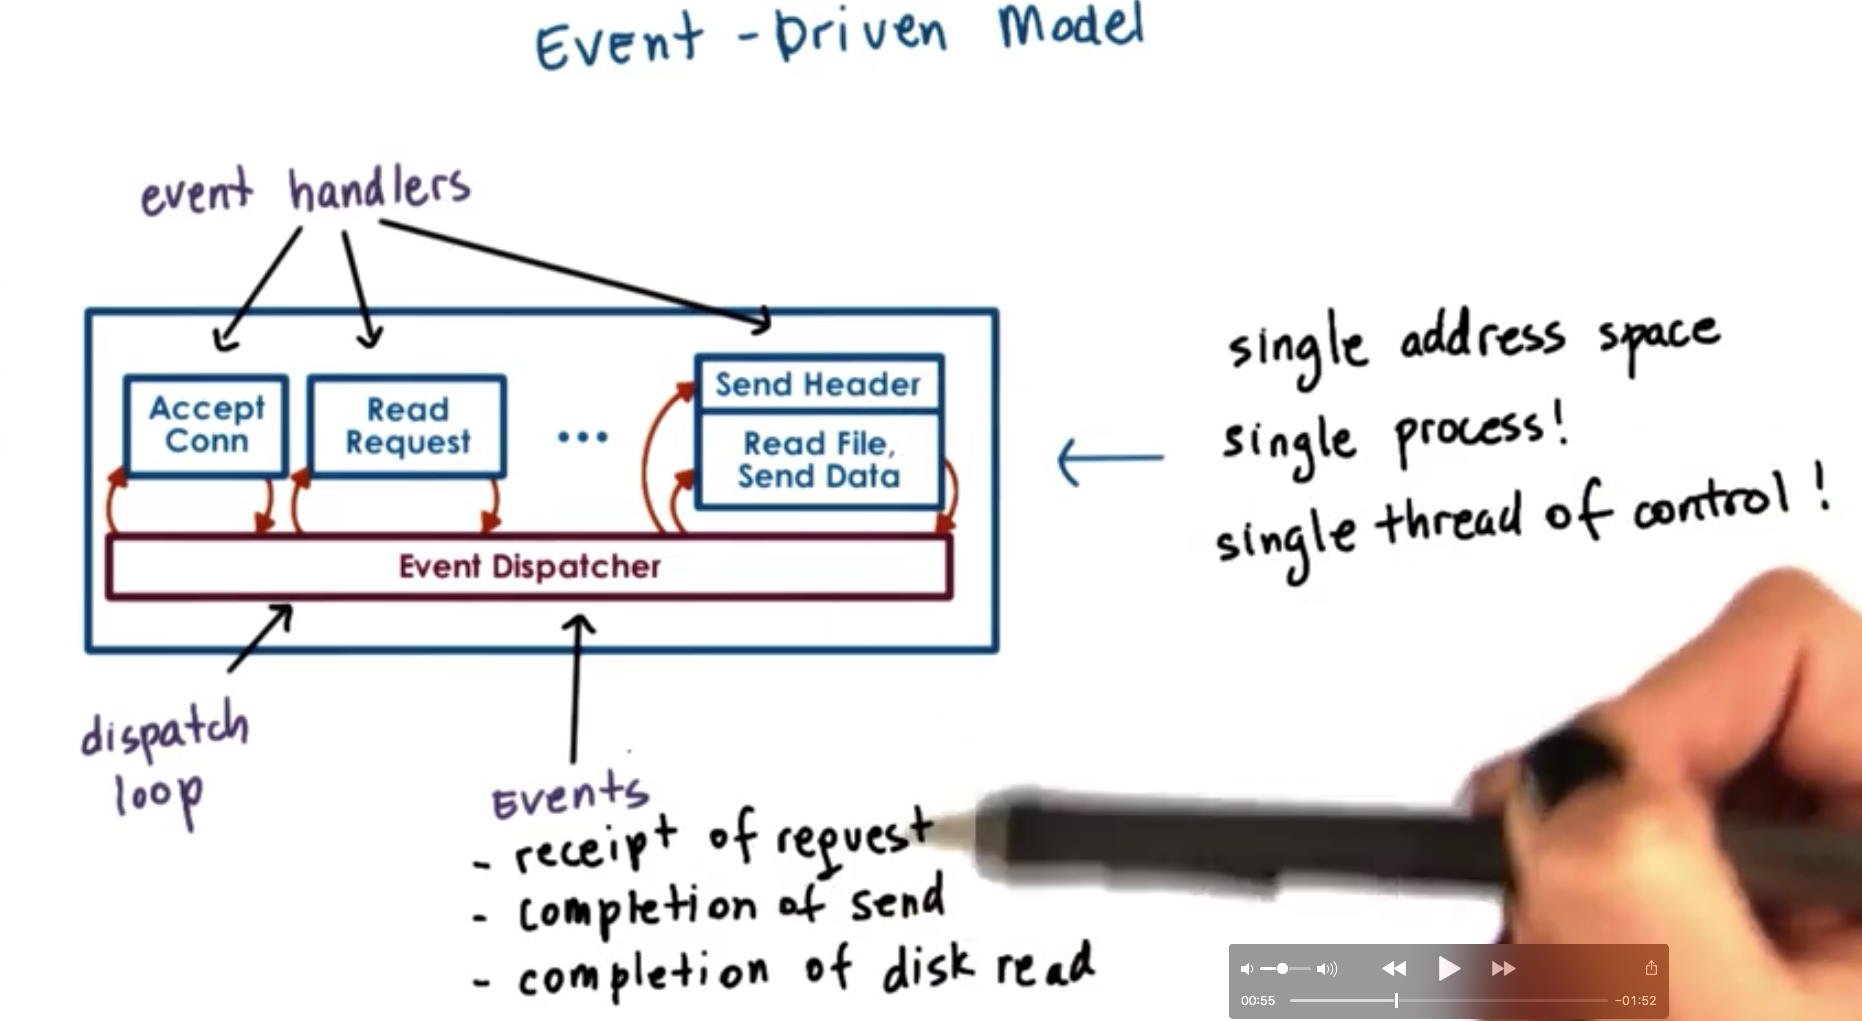 Event-Driven Model
event handlers
Accept
Conn
Read
Request
...
Send Header
Read File,
Send Data
Event Dispatcher
single address space
single process!
single thread of control!
dispatch
loop
Events
- receipt of request
- completion of send
- completion of disk read
00:55
-01:52